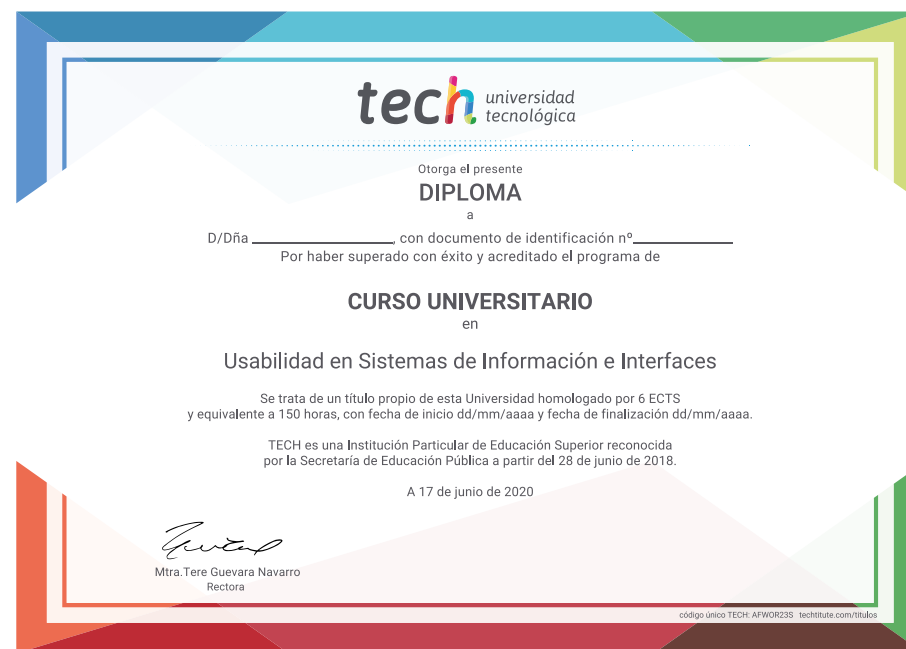 tech universidad
tecnológica
Otorga el presente
DIPLOMA
a
D/Dña ____________________, con documento de identificación nº______________
Por haber superado con éxito y acreditado el programa de
CURSO UNIVERSITARIO
en
Usabilidad en Sistemas de Información e Interfaces
Se trata de un título propio de esta Universidad homologado por 6 ECTS
y equivalente a 150 horas, con fecha de inicio dd/mm/aaaa y fecha de finalización dd/mm/aaaa.
TECH es una Institución Particular de Educación Superior reconocida
por la Secretaría de Educación Pública a partir del 28 de junio de 2018.
A 17 de junio de 2020
Mtra.Tere Guevara Navarro
Rectora
código único TECH: AFWOR23S techtitute.com/titulos